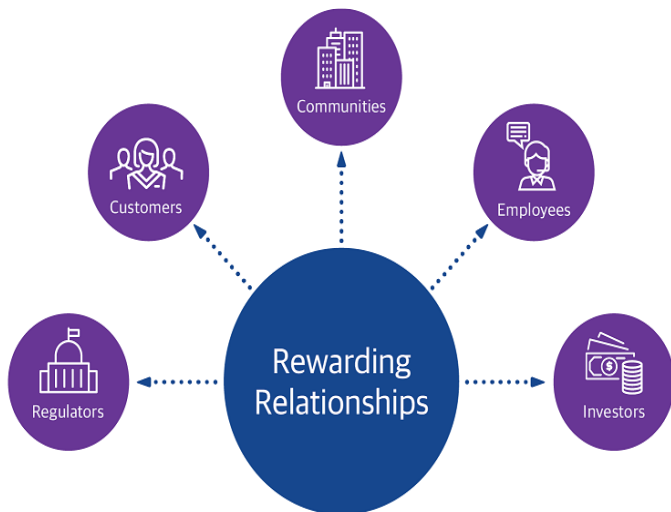 Communities
Customers
Employees
Rewarding
Relationships
Regulators
$
Investors